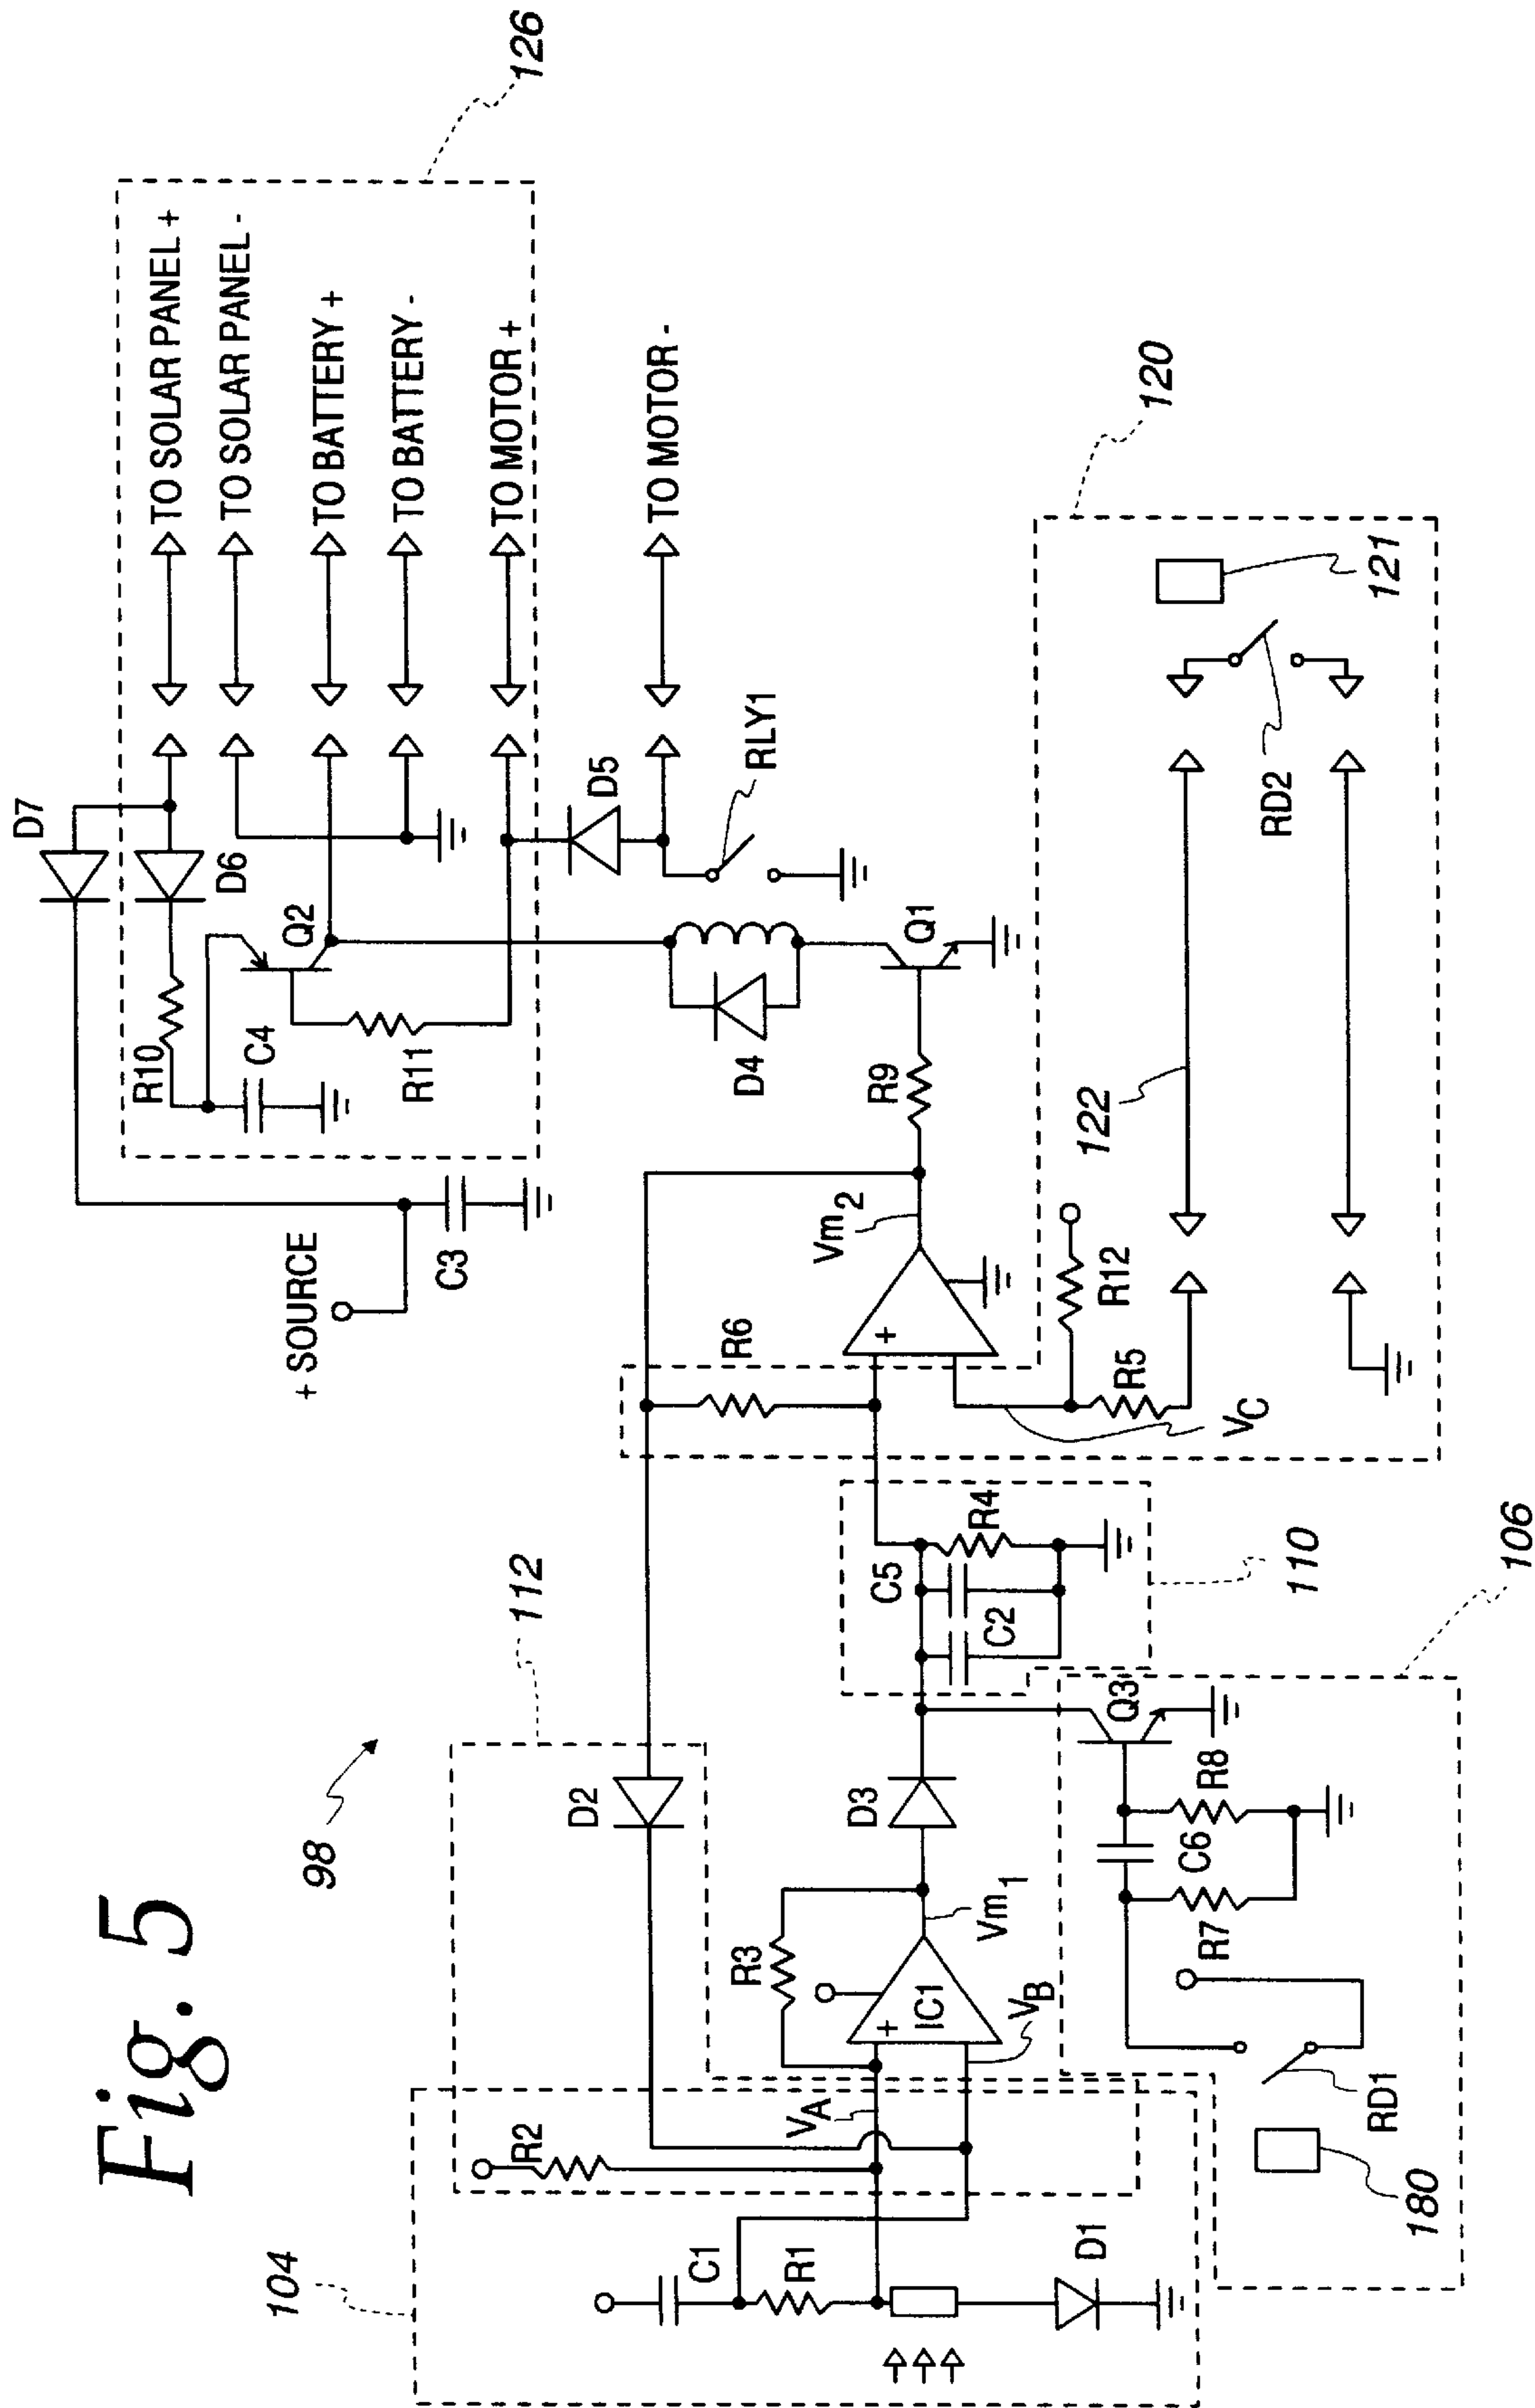 Fig. 5
98
104
112
126
D7
TO SOLAR PANEL +
TO SOLAR PANEL -
TO BATTERY +
TO BATTERY -
TO MOTOR +
TO MOTOR -
D6
R10
C4
Q2
R11
+ SOURCE
C3
D5
RLY1
D4
Q1
R9
Vm2
R6
+
R12
R5
VC
122
RD2
121
120
D2
R2
VA
R3
+
IC1
VB
Vm1
D3
C5
C2
R4
110
C1
R1
D1
Q3
R8
C6
R7
RD1
180
106